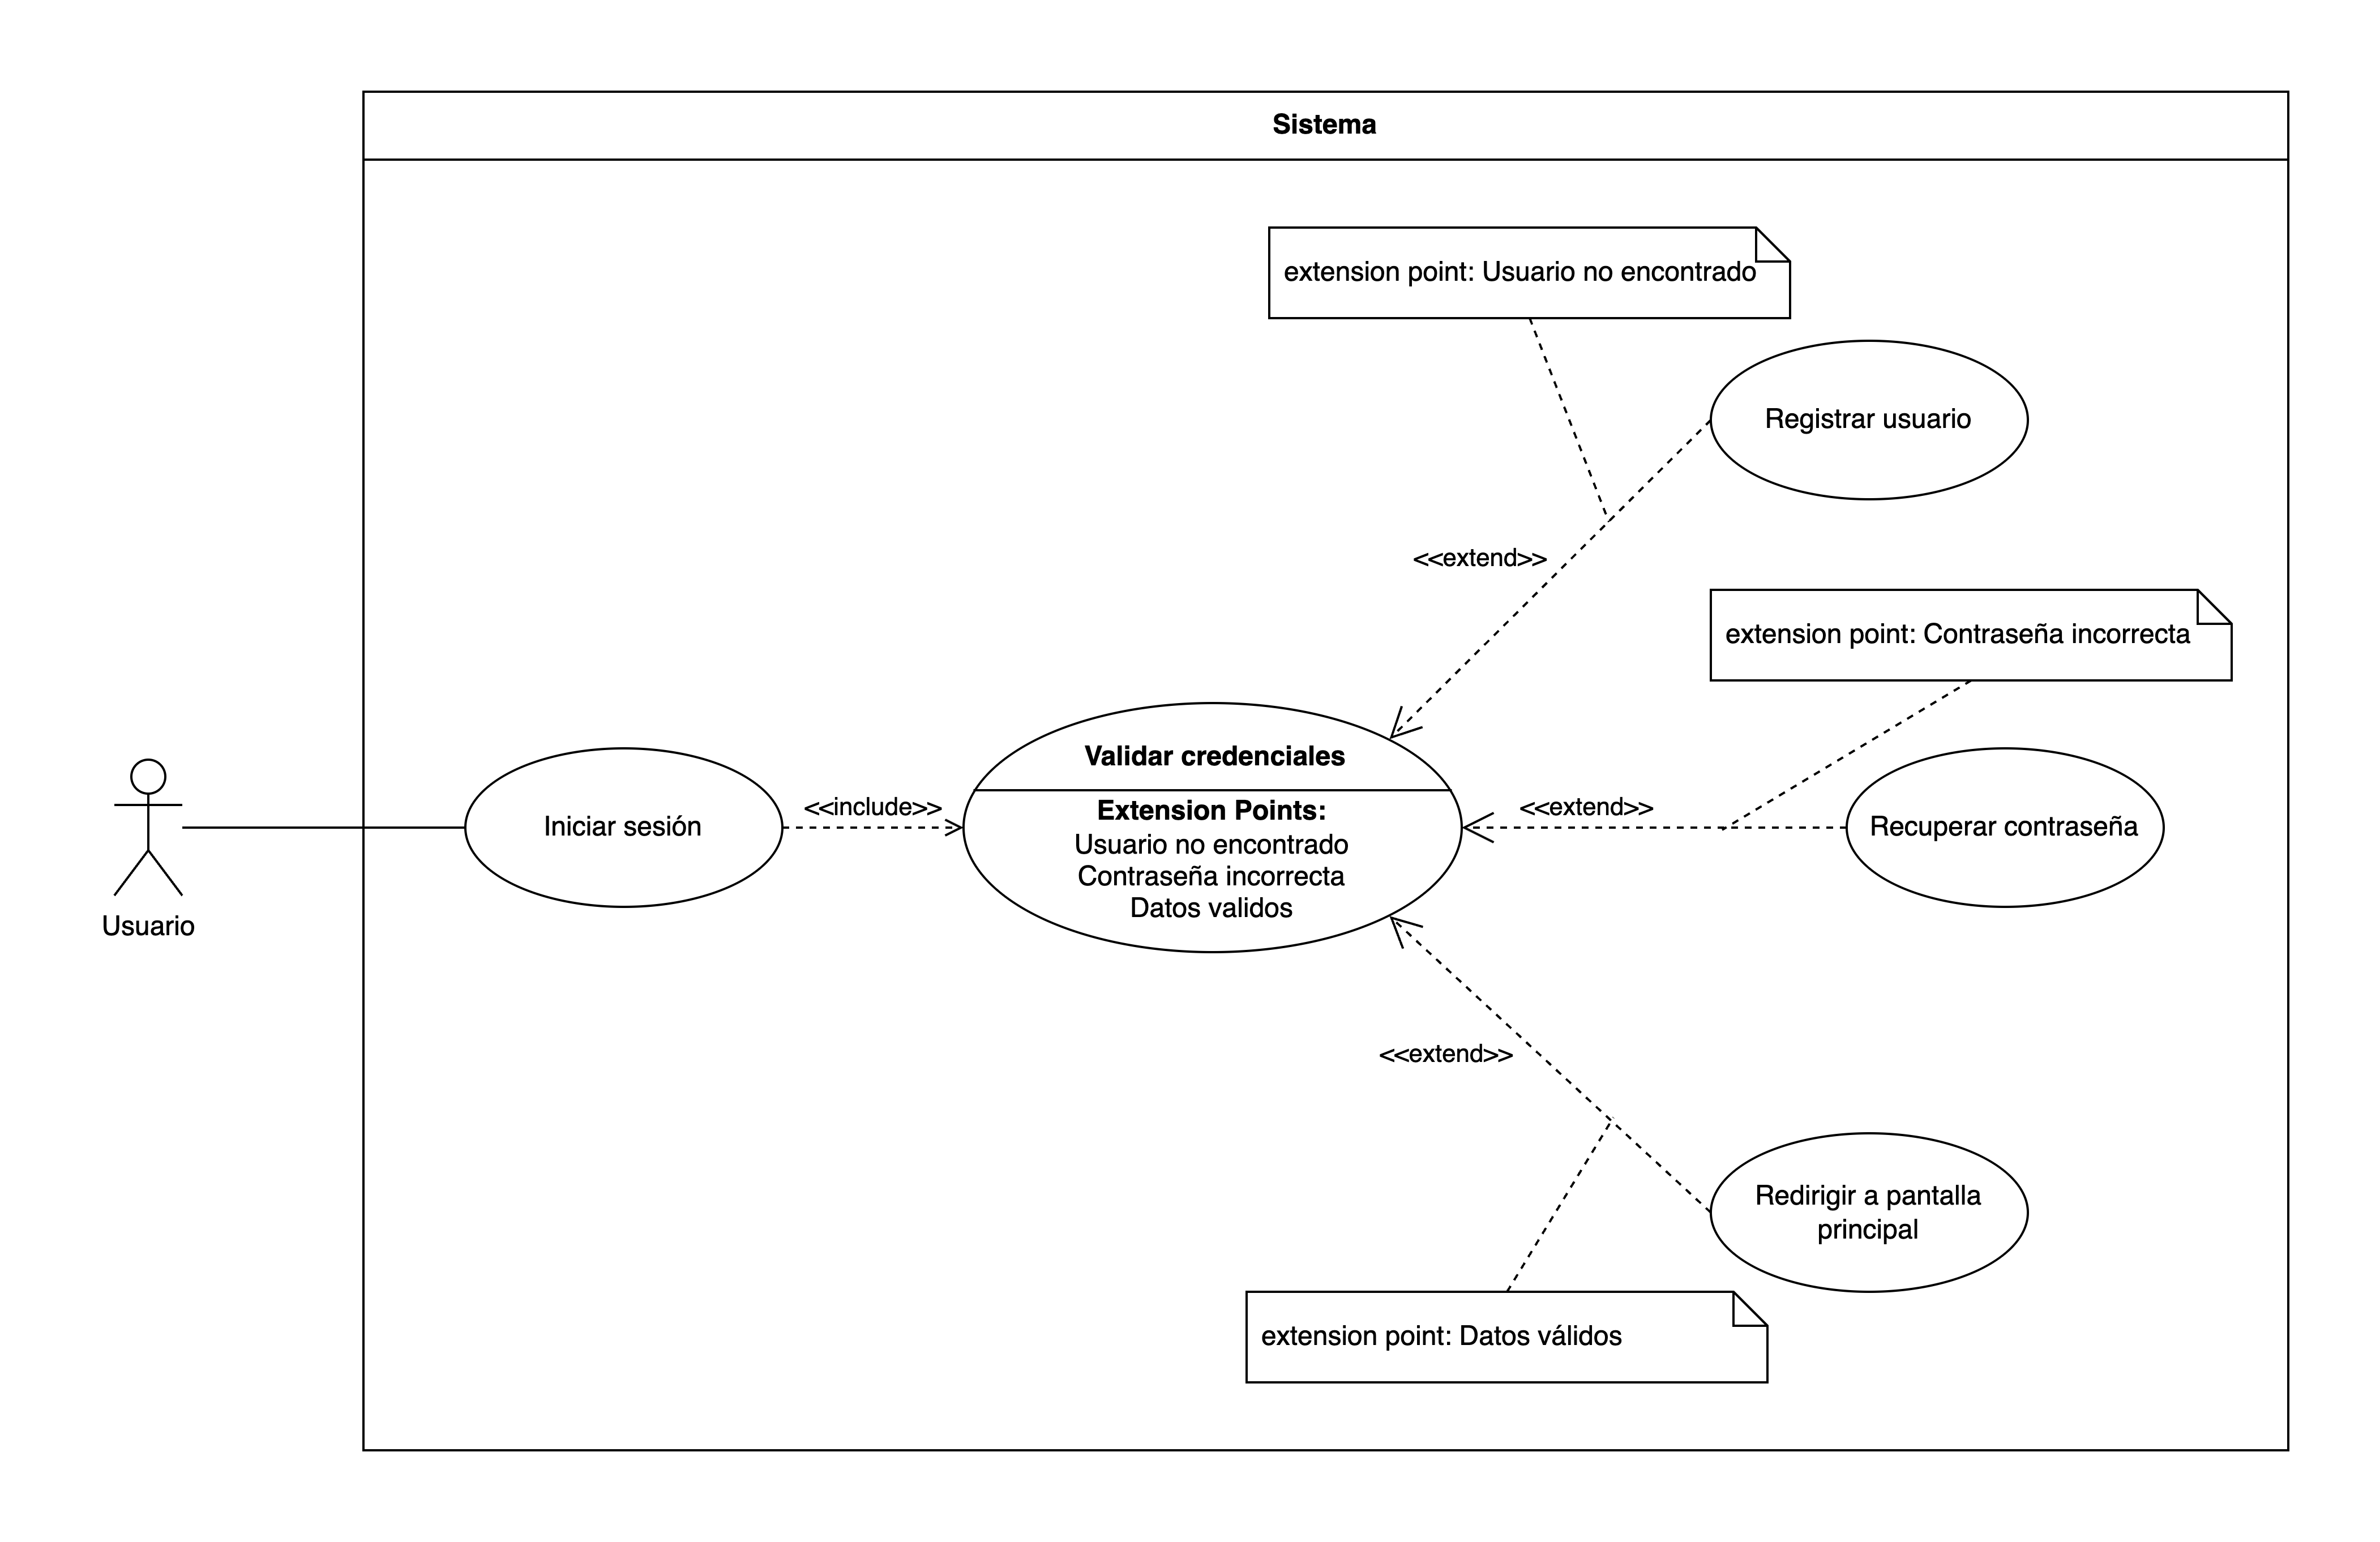 Sistema
extension point: Usuario no encontrado
Registrar usuario
<<extend>>
extension point: Contraseña incorrecta
Validar credenciales
<<include>>
<<extend>>
Extension Points:
Iniciar sesión
Recuperar contraseña
Usuario no encontrado
Contraseña incorrecta
Datos validos
Usuario
<<extend>>
Redirigir a pantalla
principal
extension point: Datos válidos